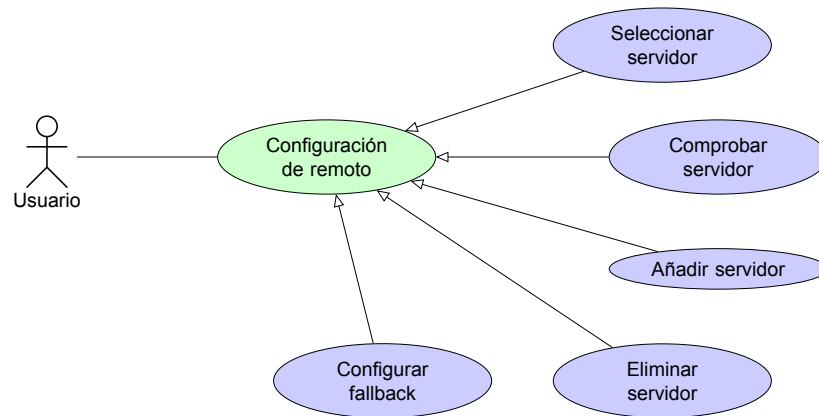 Seleccionar
servidor
Configuración
de remoto
Comprobar
servidor
Usuario
Añadir servidor
Configurar
fallback
Eliminar
servidor